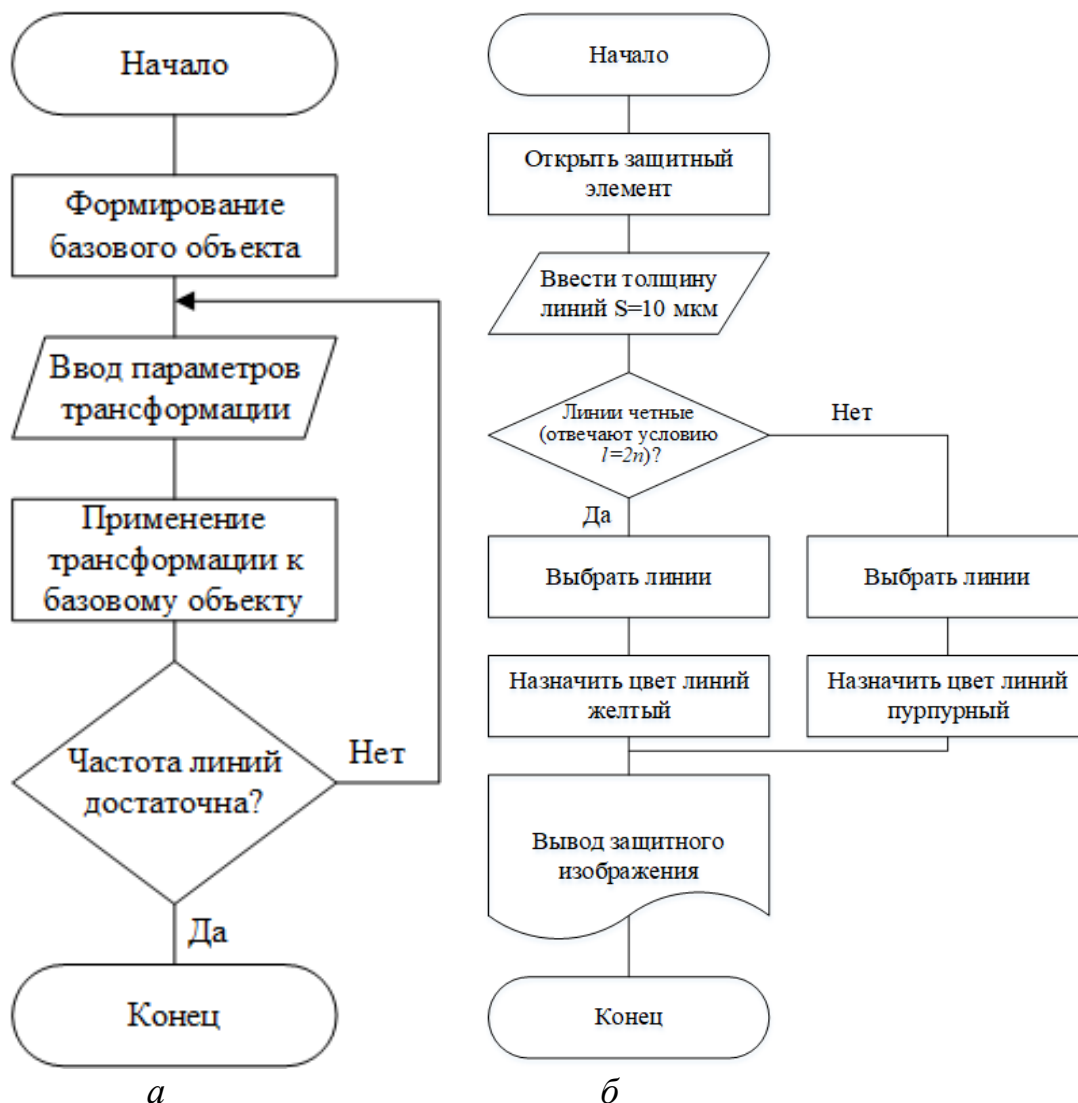 Начало
Формирование
базового объекта
Ввод параметров
трансформации
Применение
трансформации к
базовому объекту
Частота линий
достаточна?
Нет
Да
Конец
а
Начало
Открыть защитный
элемент
Ввести толщину
линий S=10 мкм
Линии четные
(отвечают условию
l=2n)?
Нет
Да
Выбрать линии
Назначить цвет линий
желтый
Выбрать линии
Назначить цвет линий
пурпурный
Вывод защитного
изображения
Конец
б